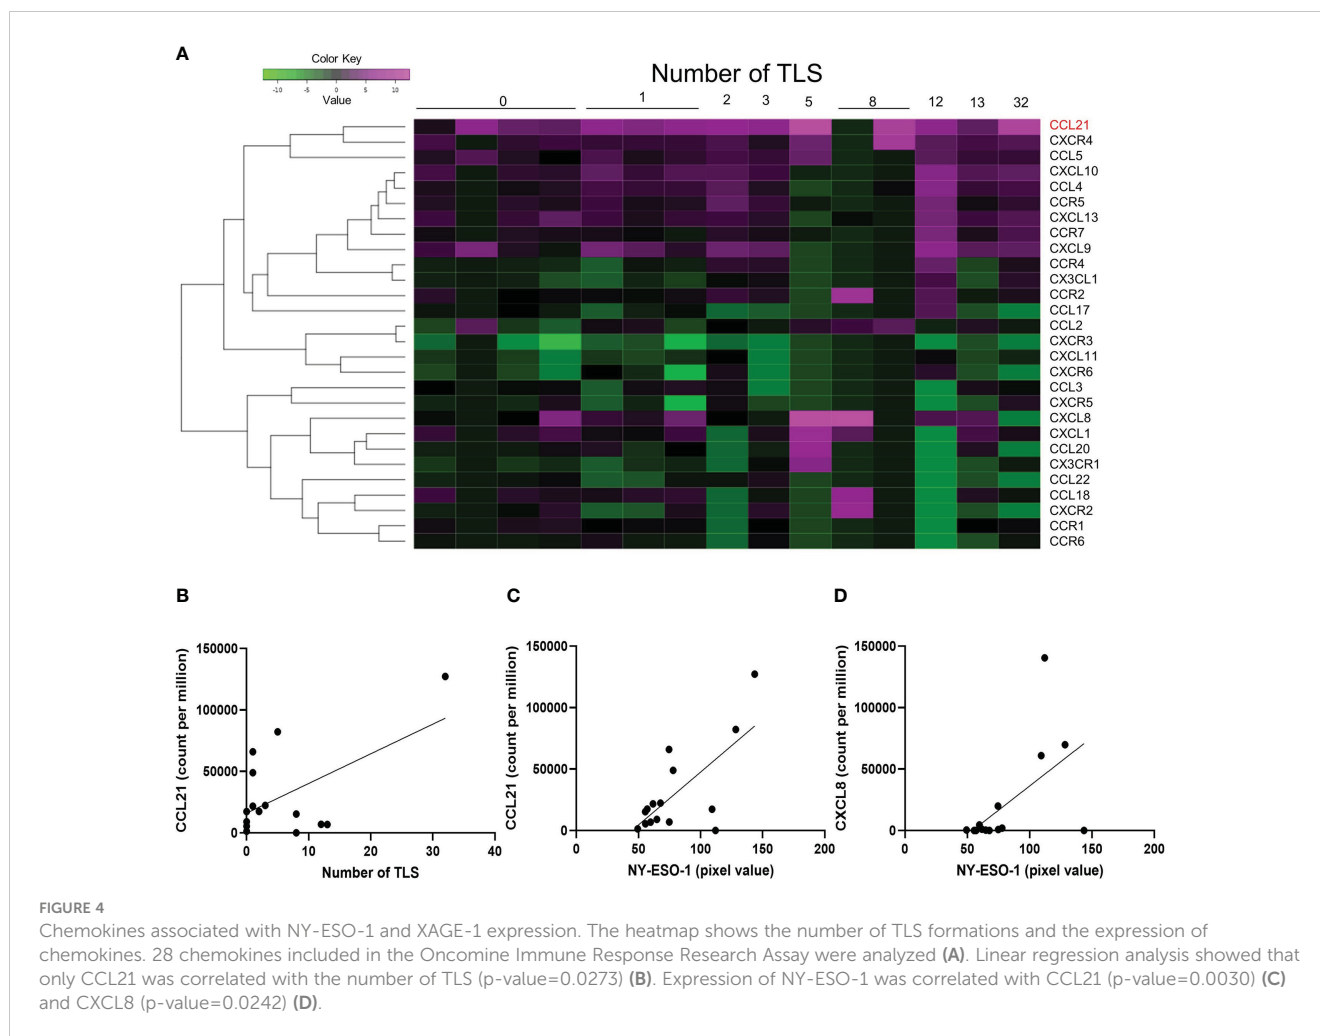 A
Color Key
-10 -5 0 5 10
Value
Number of TLS
0 1 2 3 5 8 12 13 32
CCL21
CXCR4
CCL5
CXCL10
CCL4
CCR5
CXCL13
CCR7
CXCL9
CCR4
CX3CL1
CCR2
CCL17
CCL2
CXCR3
CXCL11
CXCR6
CCL3
CXCR5
CXCL8
CXCL1
CCL20
CX3CR1
CCL22
CCL18
CXCR2
CCR1
CCR6
B
CCL21 (count per million)
150000
100000
50000
0
0 10 20 30 40
Number of TLS
C
CCL21 (count per million)
150000
100000
50000
0
0 50 100 150 200
NY-ESO-1 (pixel value)
D
CXCL8 (count per million)
150000
100000
50000
0
0 50 100 150 200
NY-ESO-1 (pixel value)
FIGURE 4
Chemokines associated with NY-ESO-1 and XAGE-1 expression. The heatmap shows the number of TLS formations and the expression of
chemokines. 28 chemokines included in the Oncomine Immune Response Research Assay were analyzed (A). Linear regression analysis showed that
only CCL21 was correlated with the number of TLS (p-value=0.0273) (B). Expression of NY-ESO-1 was correlated with CCL21 (p-value=0.0030) (C)
and CXCL8 (p-value=0.0242) (D).